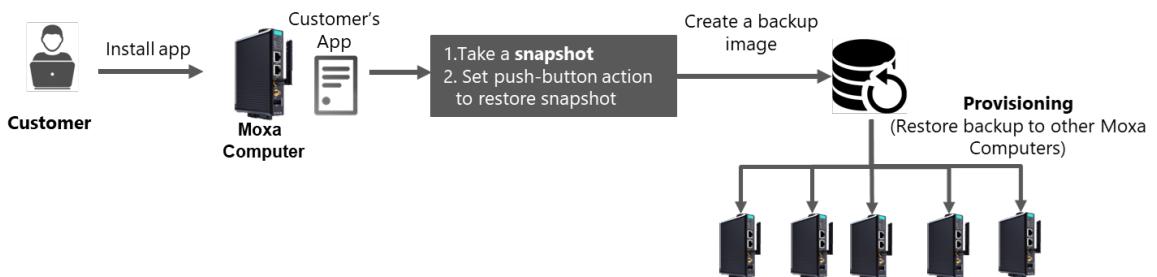 Customer
Install app
Moxa
Computer
Customer's
App
1.Take a snapshot
2. Set push-button action
to restore snapshot
Create a backup
image
Provisioning
(Restore backup to other Moxa
Computers)